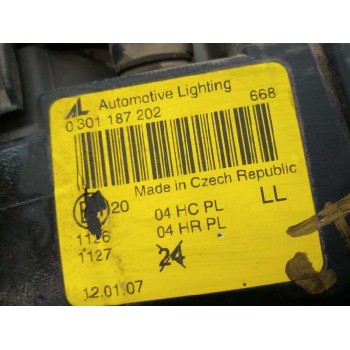 AL Automotive Lighting
0 301 187 202
668
Made in Czech Republic
20
LL
1126 04 HC PL
1127 04 HR PL
24
12.01.07